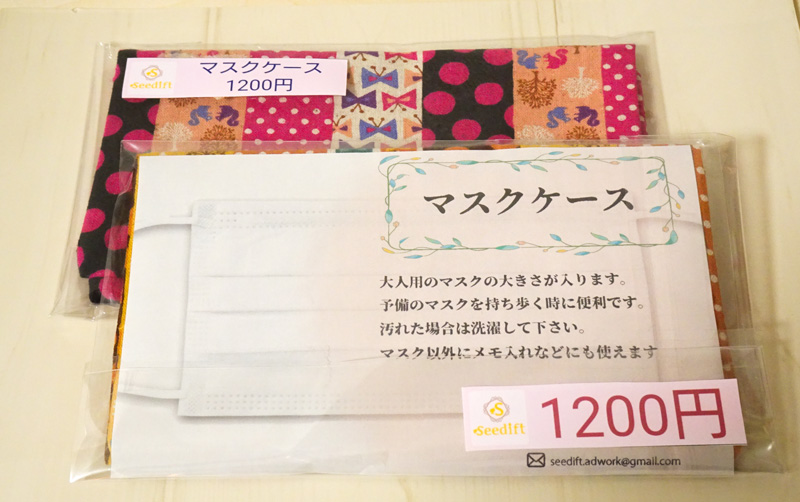 Seedift
マスクケース
1200円
マスクケース
大人用のマスクの大きさが入ります。
予備のマスクを持ち歩く時に便利です。
汚れた場合は洗濯して下さい。
マスク以外にメモ入れなどにも使えます
Seedift
1200円
seedift.adwork@gmail.com